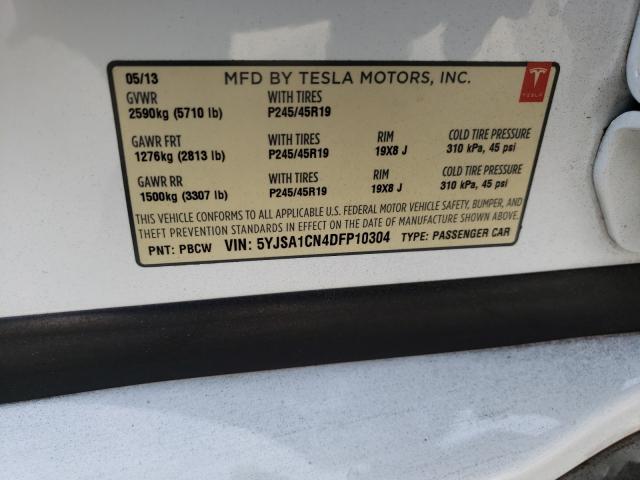 05/13 MFD BY TESLA MOTORS, INC. TESLA
GVWR WITH TIRES
2590kg (5710 lb) P245/45R19
GAWR FRT WITH TIRES RIM COLD TIRE PRESSURE
1276kg (2813 lb) P245/45R19 19X8 J 310 kPa, 45 psi
GAWR RR WITH TIRES RIM COLD TIRE PRESSURE
1500kg (3307 lb) P245/45R19 19X8 J 310 kPa, 45 psi
THIS VEHICLE CONFORMS TO ALL U.S. FEDERAL MOTOR VEHICLE SAFETY, BUMPER, AND
THEFT PREVENTION STANDARDS IN EFFECT ON THE DATE OF MANUFACTURE SHOWN ABOVE.
PNT: PBCW VIN: 5YJSA1CN4DFP10304 TYPE: PASSENGER CAR